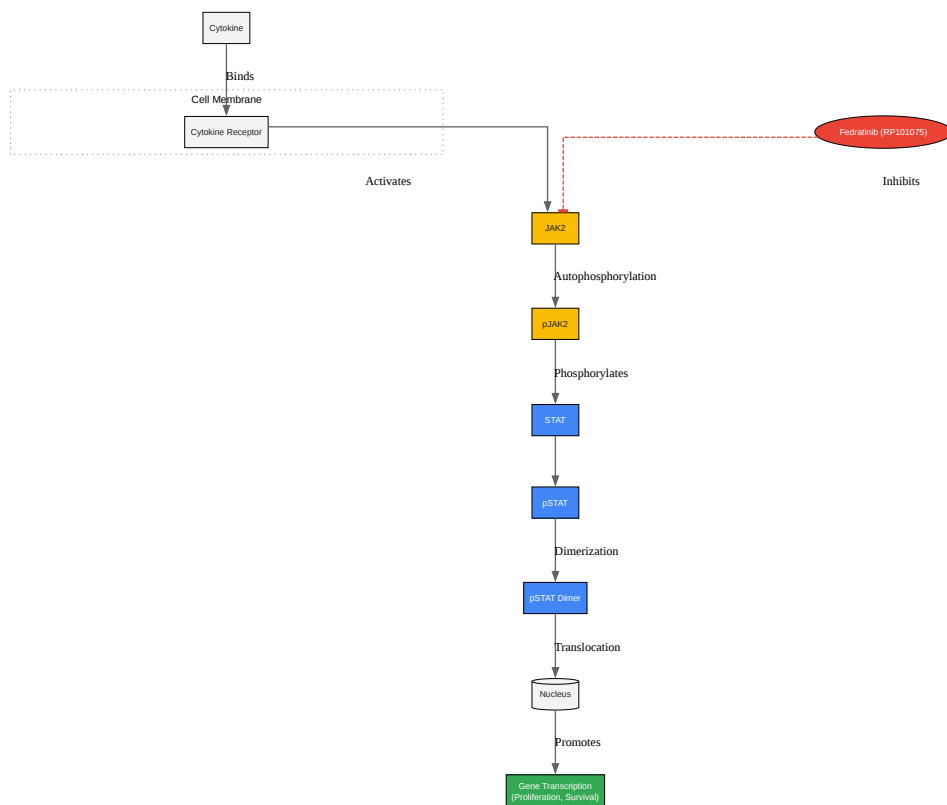 Cytokine
Binds
Cell Membrane
Cytokine Receptor
Fedratinib (RP101075)
Activates
Inhibits
JAK2
Autophosphorylation
pJAK2
Phosphorylates
STAT
pSTAT
Dimerization
pSTAT Dimer
Translocation
Nucleus
Promotes
Gene Transcription
(Proliferation, Survival)